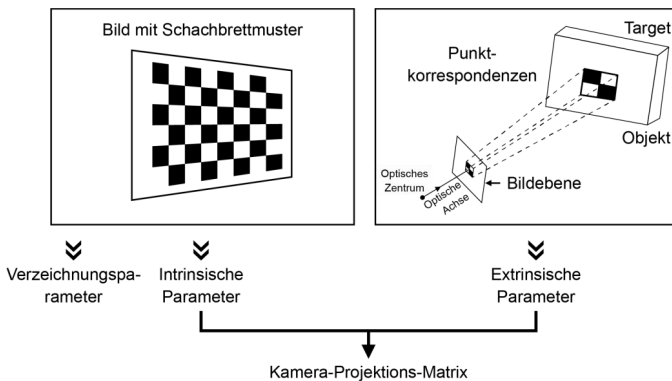 Bild mit Schachbrettmuster
Target
Punkt-
korrespondenzen
Objekt
Optisches
Zentrum
Optische
Achse
Bildebene
Verzeichnungspa-
rameter
Intrinsische
Parameter
Extrinsische
Parameter
Kamera-Projektions-Matrix